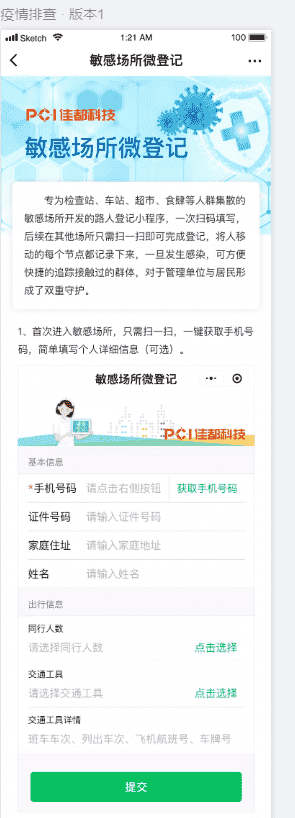 疫情排查 - 版本1
Sketch 1:21 AM 100
敏感场所微登记
PCI佳都科技
敏感场所微登记
专为检查站、车站、超市、食肆等人群集散的
敏感场所开发的路人登记小程序，一次扫码填写，
后续在其他场所只需扫一扫即可完成登记，将人移
动的每个节点都记录下来，一旦发生感染，可方便
快捷的追踪接触过的群体，对于管理单位与居民形
成了双重守护。
1、首次进入敏感场所，只需扫一扫，一键获取手机号
码，简单填写个人详细信息（可选）。
敏感场所微登记
PCI佳都科技
基本信息
*手机号码 请点击右侧按钮 获取手机号码
证件号码 请输入证件号码
家庭住址 请输入家庭地址
姓名 请输入姓名
出行信息
同行人数
请选择同行人数 点击选择
交通工具
请选择交通工具 点击选择
交通工具详情
班车车次、列出车次、飞机航班号、车牌号
提交